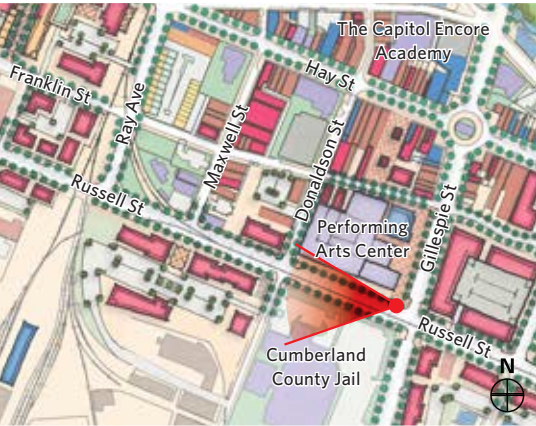 The Capitol Encore
Academy
Hay St
Franklin St
Ray Ave
Maxwell St
Donaldson St
Russell St
Performing
Arts Center
Gillespie St
Cumberland
County Jail
Russell St
N